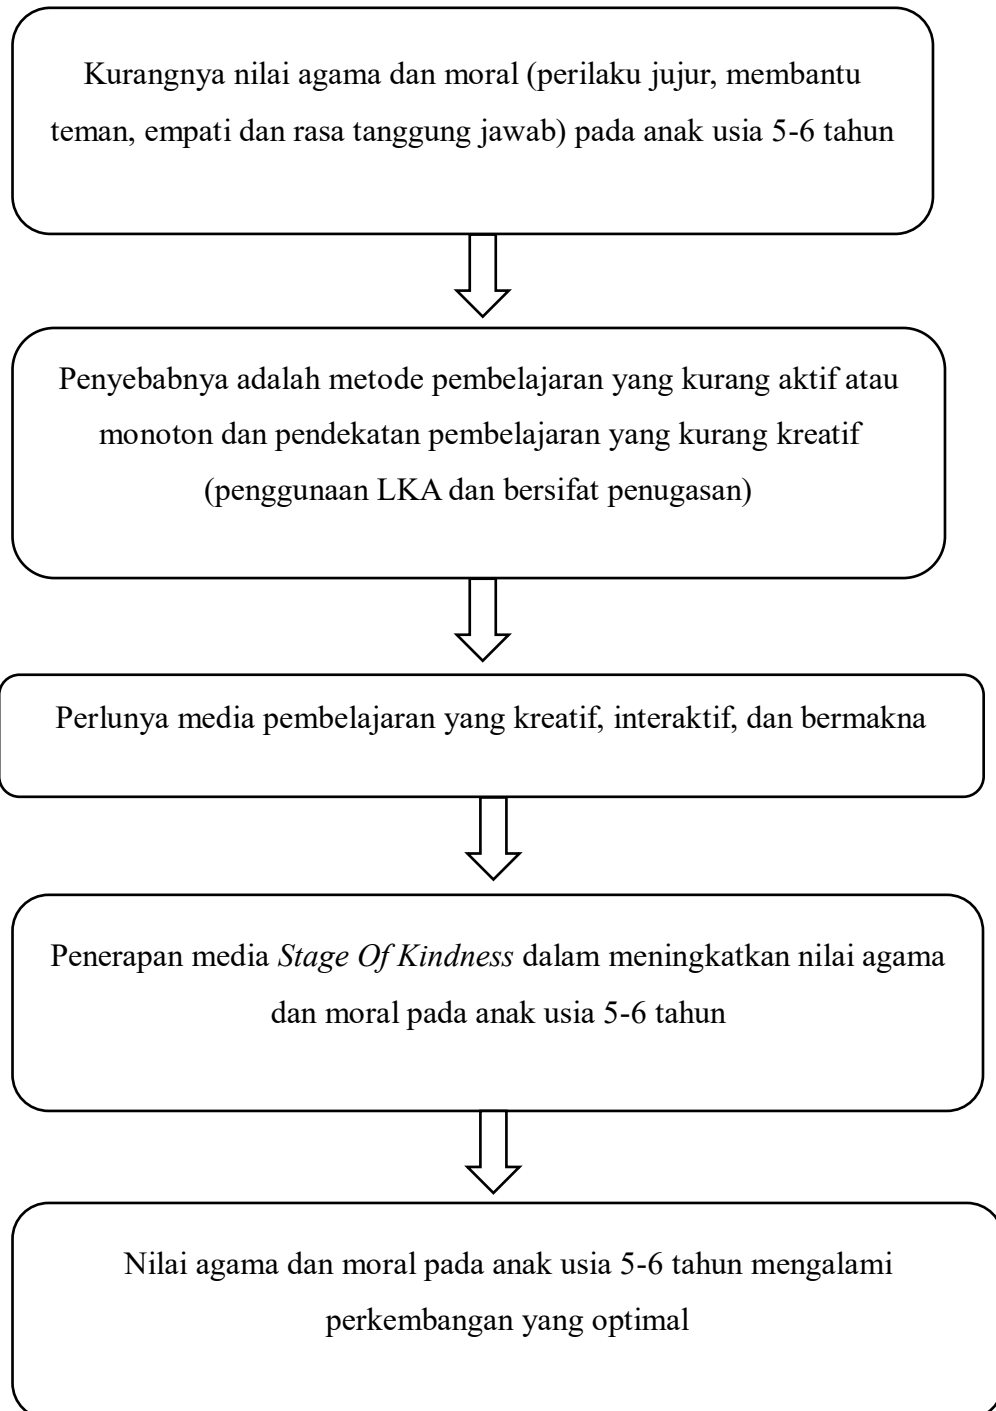 Kurangnya nilai agama dan moral (perilaku jujur, membantu
teman, empati dan rasa tanggung jawab) pada anak usia 5-6 tahun
Penyebabnya adalah metode pembelajaran yang kurang aktif atau
monoton dan pendekatan pembelajaran yang kurang kreatif
(penggunaan LKA dan bersifat penugasan)
Perlunya media pembelajaran yang kreatif, interaktif, dan bermakna
Penerapan media Stage Of Kindness dalam meningkatkan nilai agama
dan moral pada anak usia 5-6 tahun
Nilai agama dan moral pada anak usia 5-6 tahun mengalami
perkembangan yang optimal